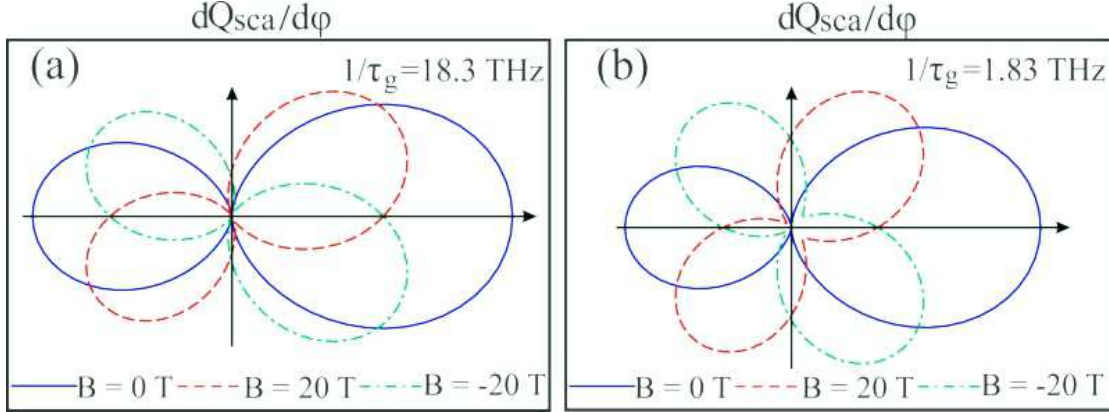 dQsca/dφ
(a)
1/τg=18.3 THz
B = 0 T
B = 20 T
B = -20 T
dQsca/dφ
(b)
1/τg=1.83 THz
B = 0 T
B = 20 T
B = -20 T